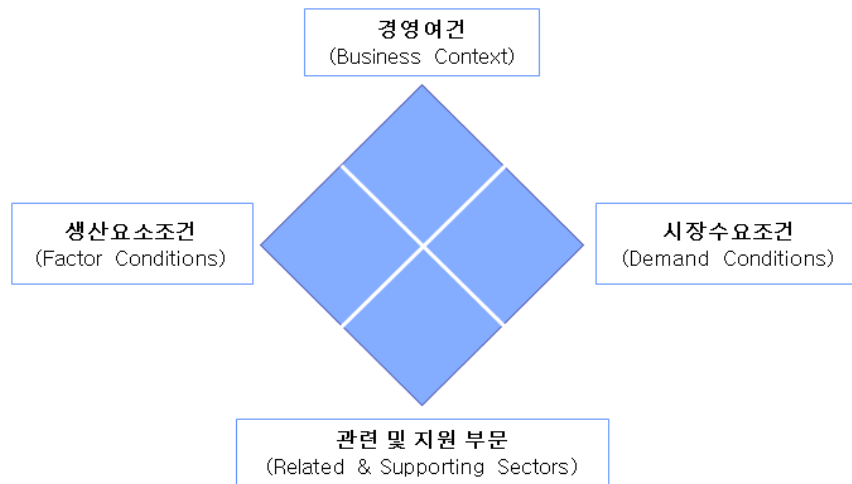 경영여건
(Business Context)
생산요소조건
(Factor Conditions)
시장수요조건
(Demand Conditions)
관련 및 지원 부문
(Related & Supporting Sectors)